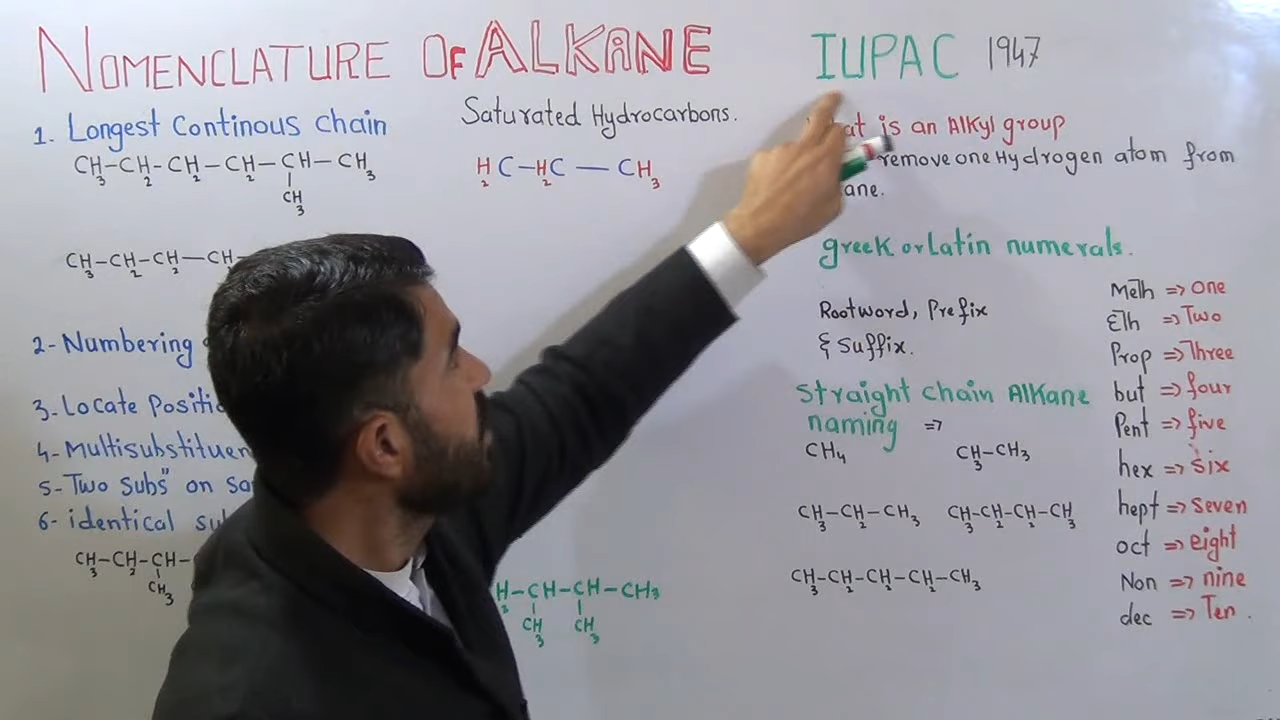 NOMENCLATURE OF ALKANE
1. Longest Continous Chain
CH3-CH2-CH2-CH2-CH-CH3
CH3
CH3-CH2-CH2-CH
2- Numbering
3. Locate
4- Multisubstituen
5- Two Subs" on
6- identical
CH3-CH2-CH-
CH3
Saturated Hydrocarbons.
H2C-H2C-CH3
H2-CH-CH-CH3
CH3 CH3
IUPAC 1947
is an Alkyl group
remove one Hydrogen atom from
ane.
greek or Latin numerals.
Rootword, Prefix
& Suffix.
Straight chain Alkane
naming =>
CH4 CH3-CH3
CH3-CH2-CH3 CH3-CH2-CH2-CH3
CH3-CH2-CH2-CH2-CH3
Meth => one
Eth => Two
Prop => Three
but => four
Pent => five
hex => six
hept => seven
oct => eight
Non => nine
dec => Ten.